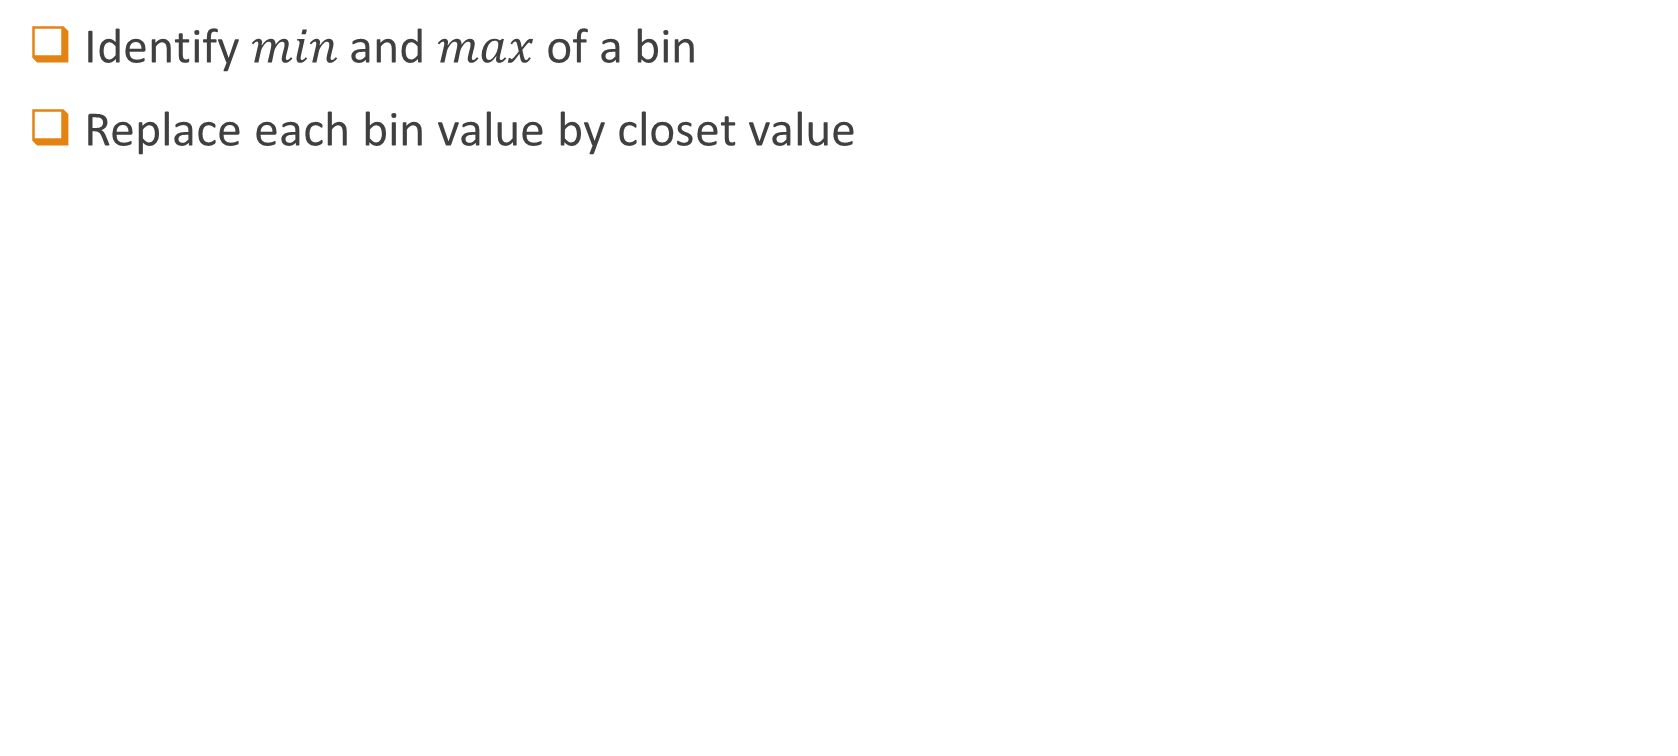 Identify min and max of a bin
Replace each bin value by closet value